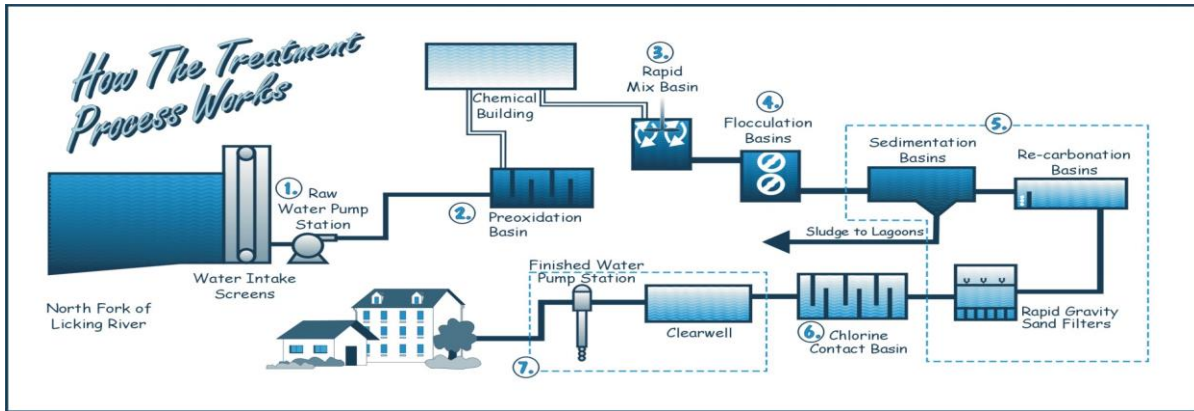 How The Treatment
Process Works
North Fork of
Licking River
Water Intake
Screens
1. Raw
Water Pump
Station
2. Preoxidation
Basin
Chemical
Building
3.
Rapid
Mix Basin
4.
Flocculation
Basins
5.
Sedimentation
Basins
Re-carbonation
Basins
Sludge to Lagoons
Rapid Gravity
Sand Filters
6. Chlorine
Contact Basin
Clearwell
Finished Water
Pump Station
7.